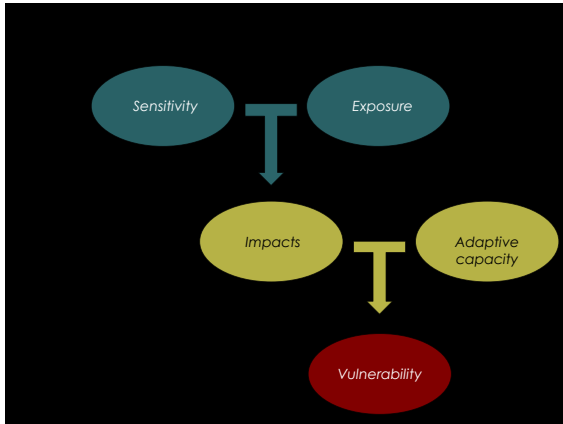 Sensitivity
Exposure
Impacts
Adaptive
capacity
Vulnerability